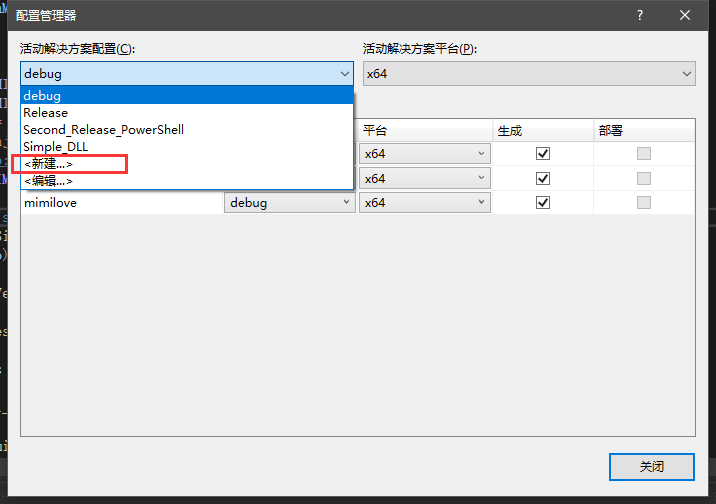 配置管理器
?
活动解决方案配置(C):
活动解决方案平台(P):
debug
x64
debug
Release
Second_Release_PowerShell
Simple_DLL
<新建...>
<编辑...>
平台 生成 部署
x64
x64
mimilove debug x64
关闭